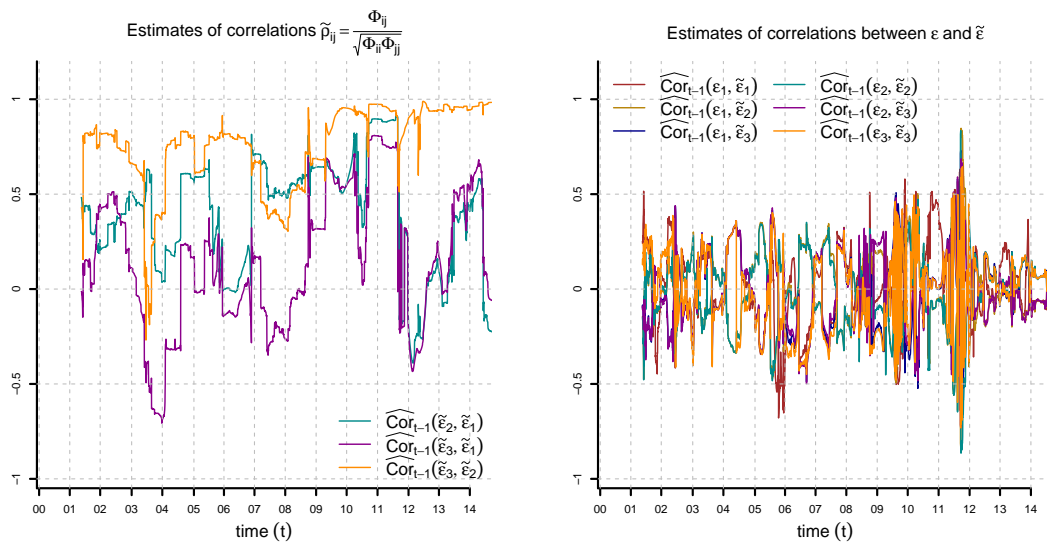 Estimates of correlations ρ̃ij = Φij / √ΦiiΦjj
1
0.5
0
-0.5
-1
00 01 02 03 04 05 06 07 08 09 10 11 12 13 14
time (t)
Cor̂t−1(ε̃2, ε̃1)
Cor̂t−1(ε̃3, ε̃1)
Cor̂t−1(ε̃3, ε̃2)
Estimates of correlations between ε and ε̃
Cor̂t−1(ε1, ε̃1) Cor̂t−1(ε2, ε̃2)
Cor̂t−1(ε1, ε̃2) Cor̂t−1(ε2, ε̃3)
Cor̂t−1(ε1, ε̃3) Cor̂t−1(ε3, ε̃3)
1
0.5
0
-0.5
-1
00 01 02 03 04 05 06 07 08 09 10 11 12 13 14
time (t)